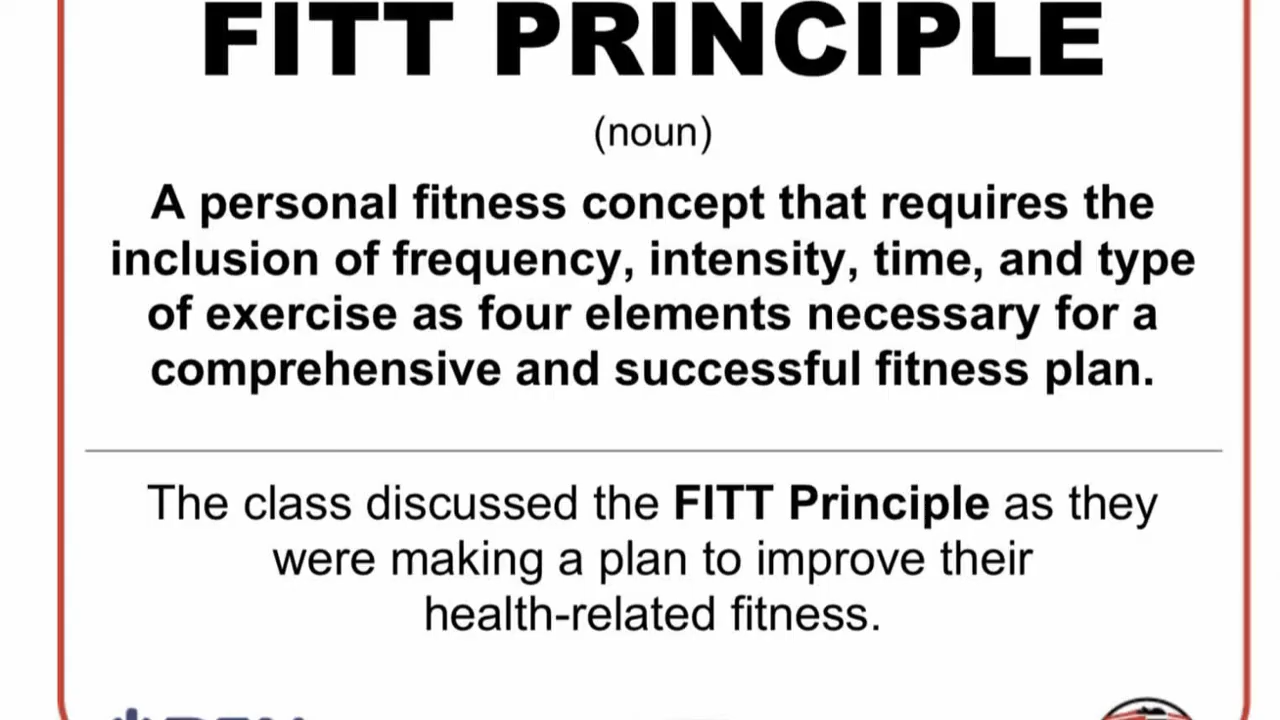 FITT PRINCIPLE
(noun)
A personal fitness concept that requires the
inclusion of frequency, intensity, time, and type
of exercise as four elements necessary for a
comprehensive and successful fitness plan.
The class discussed the FITT Principle as they
were making a plan to improve their
health-related fitness.